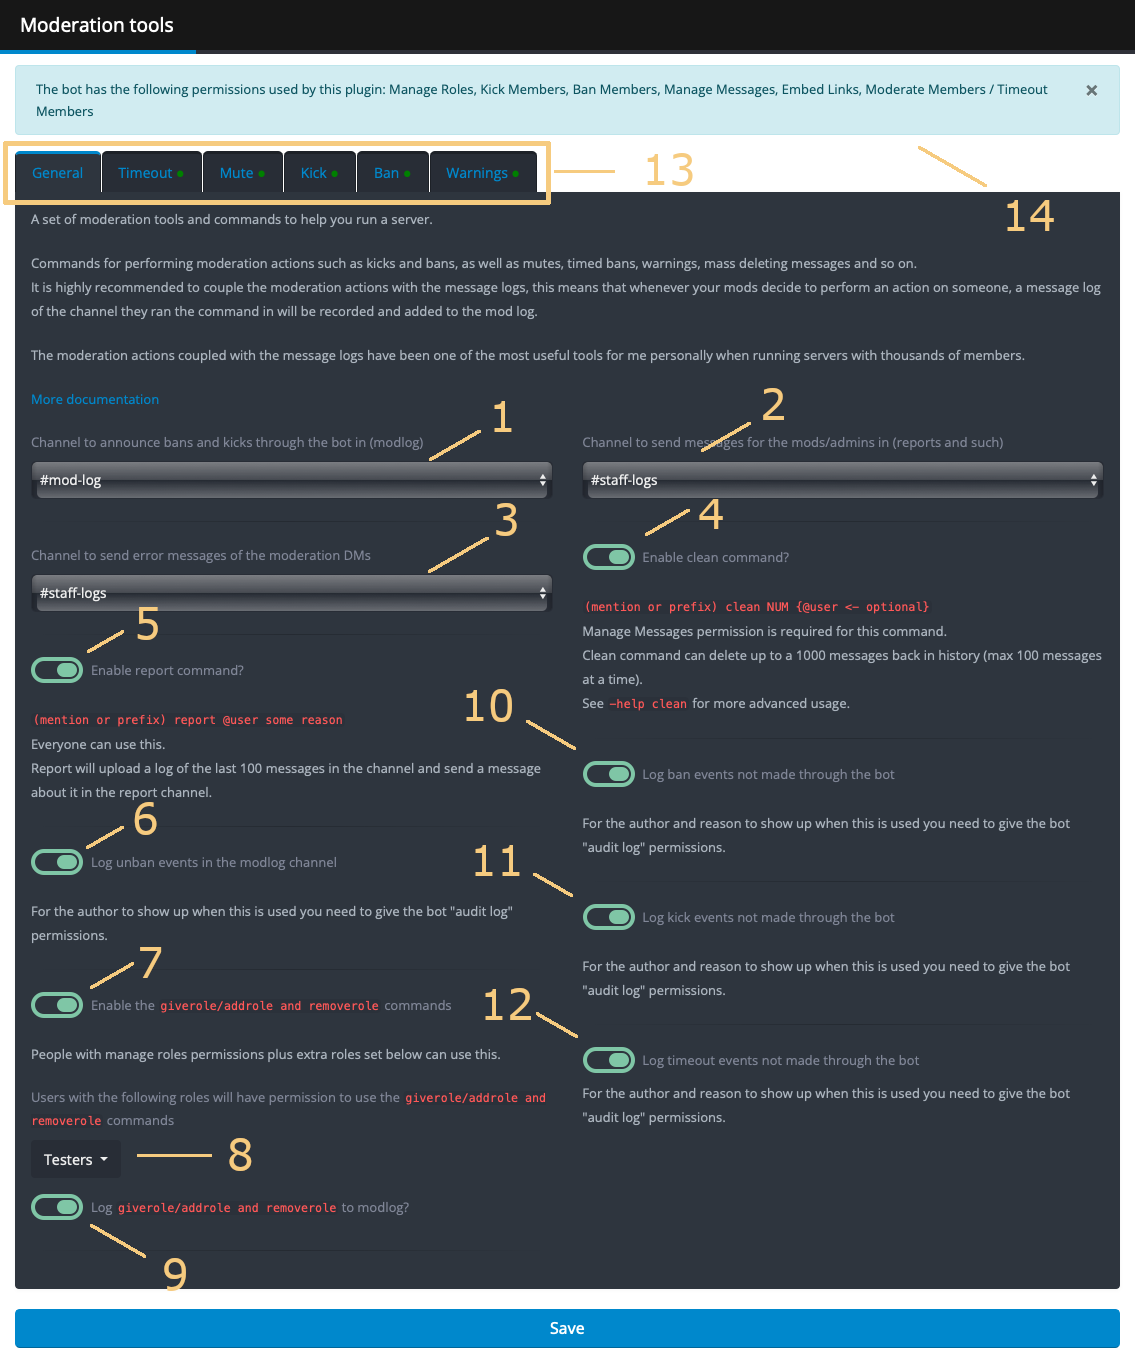 Moderation tools
The bot has the following permissions used by this plugin: Manage Roles, Kick Members, Ban Members, Manage Messages, Embed Links, Moderate Members / Timeout
Members
×
General
Timeout
Mute
Kick
Ban
Warnings
13
14
A set of moderation tools and commands to help you run a server.
Commands for performing moderation actions such as kicks and bans, as well as mutes, timed bans, warnings, mass deleting messages and so on.
It is highly recommended to couple the moderation actions with the message logs, this means that whenever your mods decide to perform an action on someone, a message log
of the channel they ran the command in will be recorded and added to the mod log.
The moderation actions coupled with the message logs have been one of the most useful tools for me personally when running servers with thousands of members.
More documentation
1
Channel to announce bans and kicks through the bot in (modlog)
#mod-log
3
Channel to send error messages of the moderation DMs
#staff-logs
5
Enable report command?
(mention or prefix) report @user some reason
Everyone can use this.
Report will upload a log of the last 100 messages in the channel and send a message
about it in the report channel.
6
Log unban events in the modlog channel
For the author to show up when this is used you need to give the bot "audit log"
permissions.
7
Enable the giverole/addrole and removerole commands
People with manage roles permissions plus extra roles set below can use this.
Users with the following roles will have permission to use the giverole/addrole and
removerole commands
Testers
8
Log giverole/addrole and removerole to modlog?
9
2
Channel to send messages for the mods/admins in (reports and such)
#staff-logs
4
Enable clean command?
(mention or prefix) clean NUM {@user <- optional}
Manage Messages permission is required for this command.
Clean command can delete up to a 1000 messages back in history (max 100 messages
at a time).
See -help clean for more advanced usage.
10
Log ban events not made through the bot
For the author and reason to show up when this is used you need to give the bot
"audit log" permissions.
11
Log kick events not made through the bot
For the author and reason to show up when this is used you need to give the bot
"audit log" permissions.
12
Log timeout events not made through the bot
For the author and reason to show up when this is used you need to give the bot
"audit log" permissions.
Save